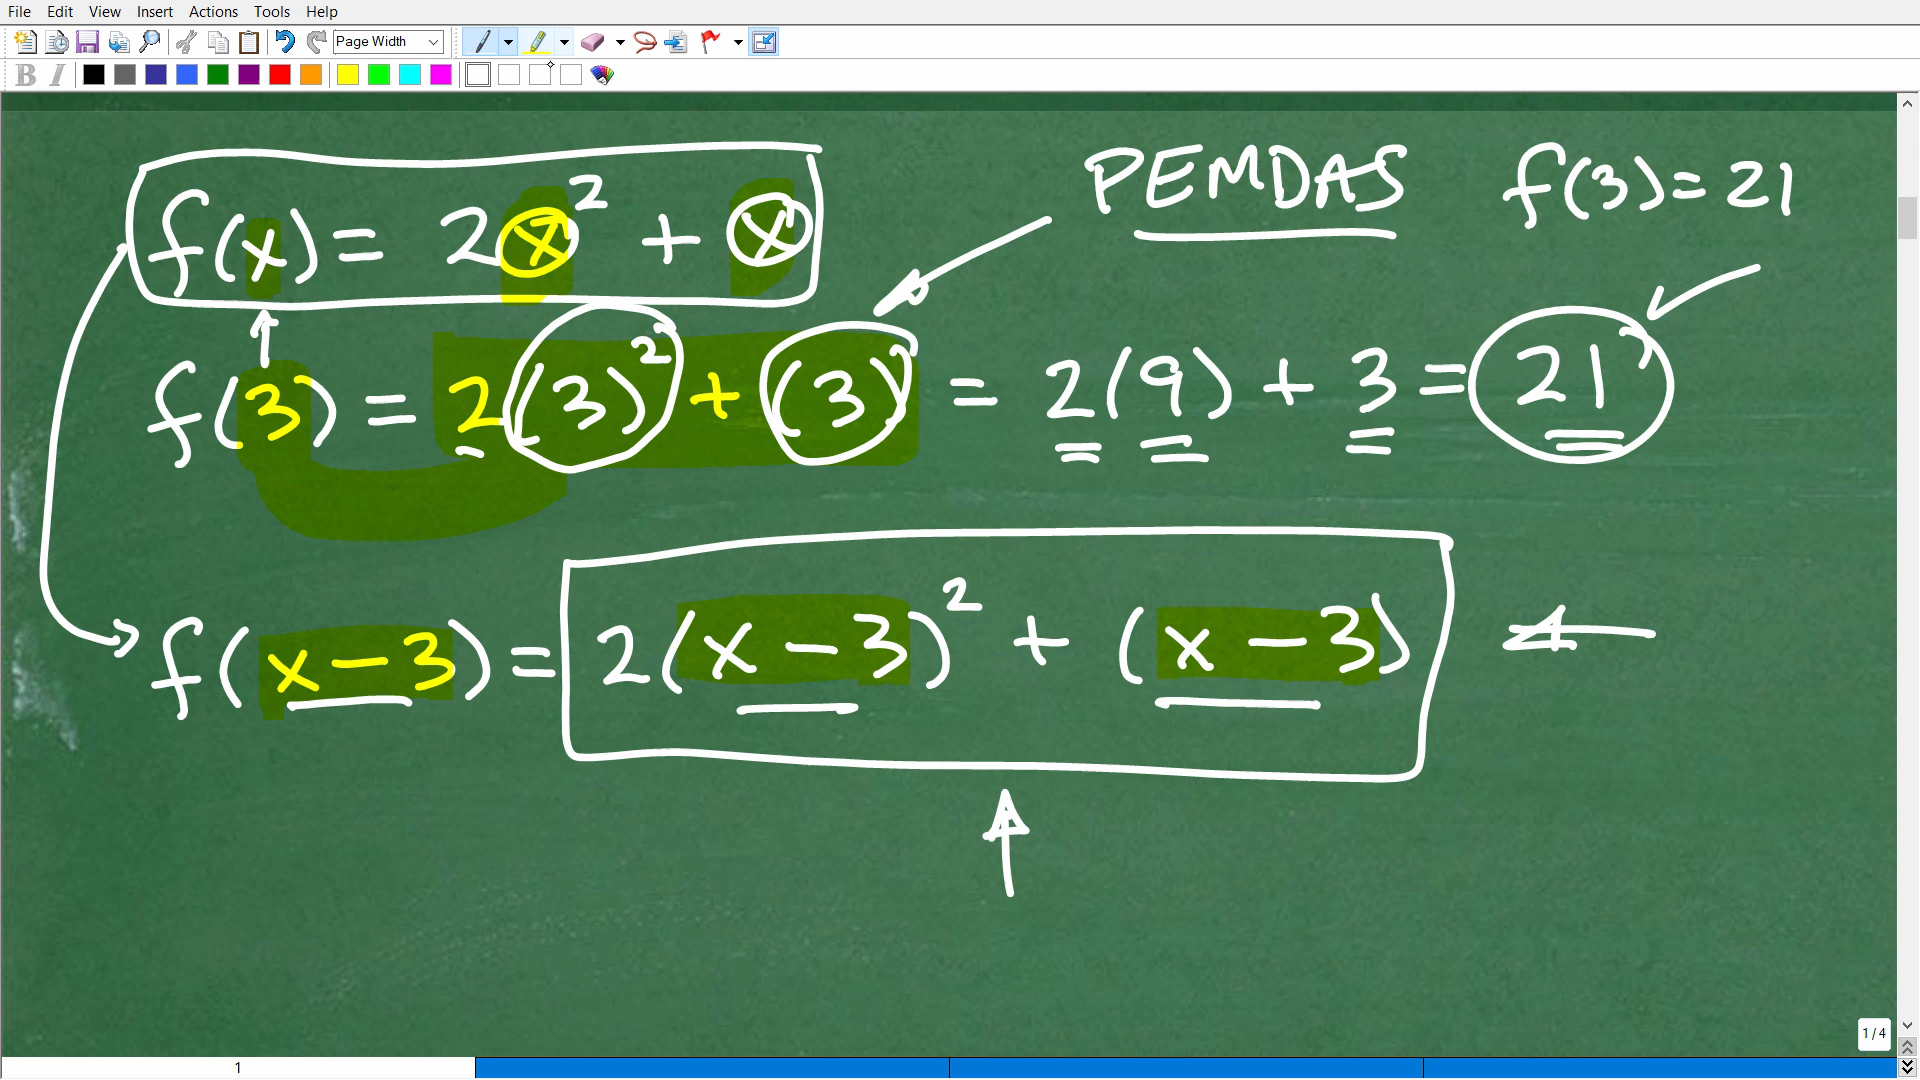 File Edit View Insert Actions Tools Help
Page Width
B I
PEMDAS f(3)=21
f(x) = 2x² + x
f(3) = 2(3)² + (3) = 2(9) + 3 = 21
f(x-3) = 2(x-3)² + (x-3)
1 / 4
1